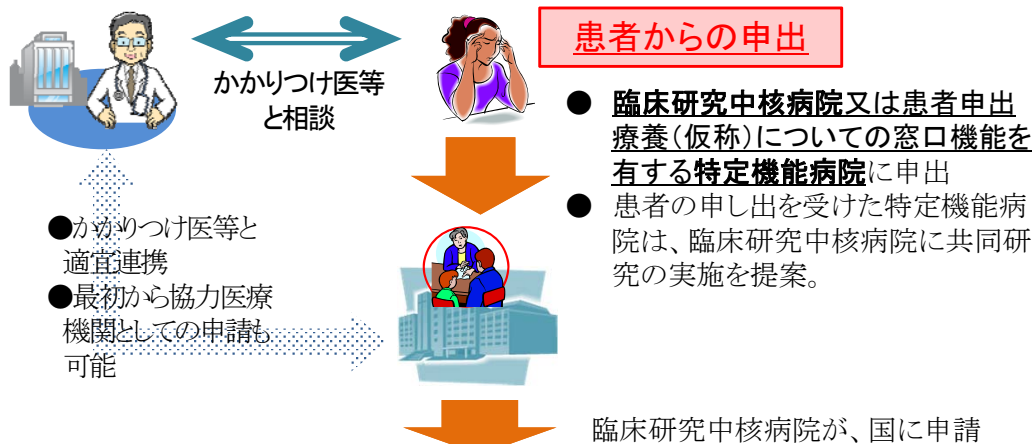 患者からの申出
かかりつけ医等
と相談
● 臨床研究中核病院又は患者申出
療養(仮称)についての窓口機能を
有する特定機能病院に申出
● 患者の申し出を受けた特定機能病
院は、臨床研究中核病院に共同研
究の実施を提案。
●かかりつけ医等と
適宜連携
●最初から協力医療
機関としての申請も
可能
臨床研究中核病院が、国に申請